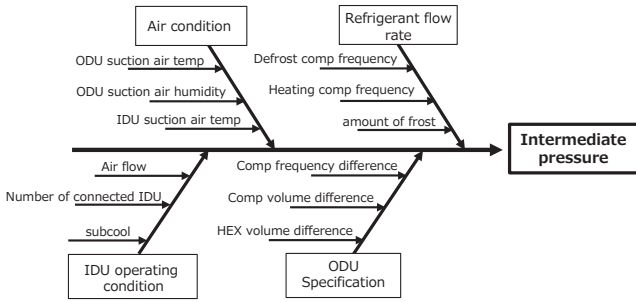 Air condition
Refrigerant flow
rate
ODU suction air temp
ODU suction air humidity
IDU suction air temp
Defrost comp frequency
Heating comp frequency
amount of frost
Intermediate
pressure
Air flow
Number of connected IDU
subcool
Comp frequency difference
Comp volume difference
HEX volume difference
IDU operating
condition
ODU
Specification